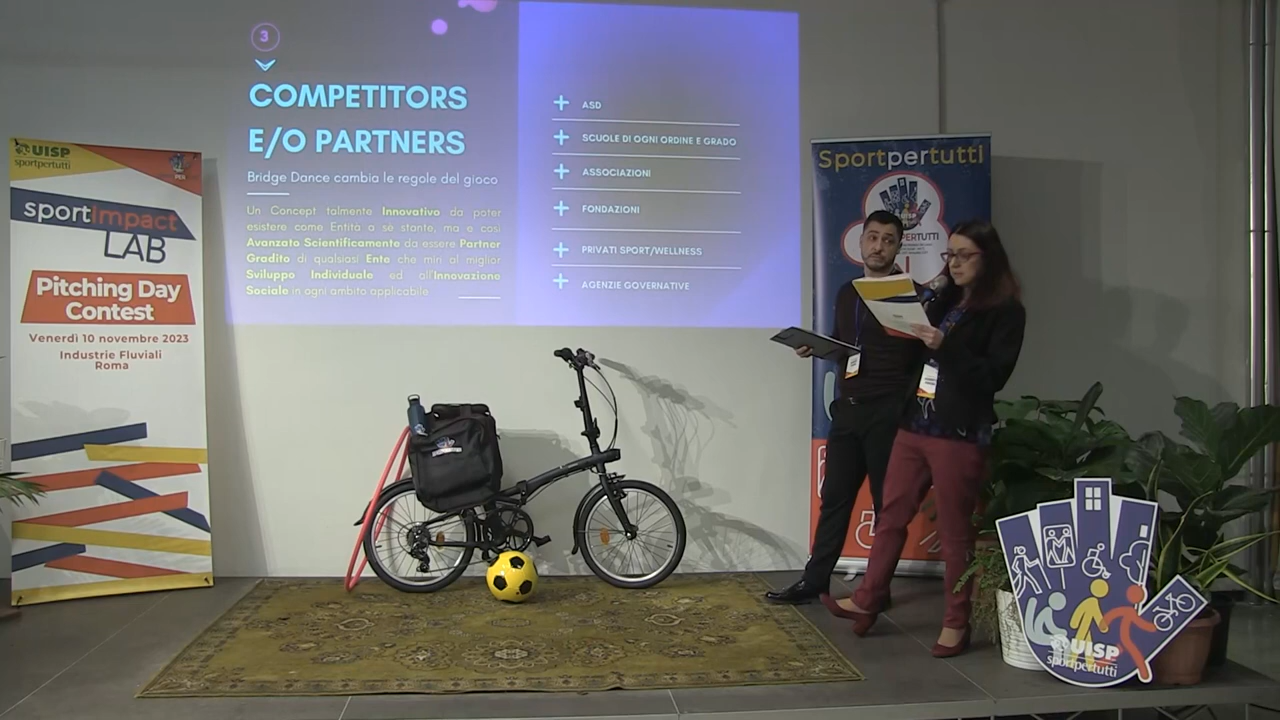 3
COMPETITORS
E/O PARTNERS
Bridge Dance cambia le regole del gioco
Un Concept talmente Innovativo da poter
esistere come Entità a sè stante, ma e così
Avanzato Scientificamente da essere Partner
Gradito di qualsiasi Ente che miri al miglior
Sviluppo Individuale ed all'Innovazione
Sociale in ogni ambito applicabile.
+ ASD
+ SCUOLE DI OGNI ORDINE E GRADO
+ ASSOCIAZIONI
+ FONDAZIONI
+ PRIVATI SPORT/WELLNESS
+ AGENZIE GOVERNATIVE
UISP
sportpertutti
sportimpact
LAB
Pitching Day
Contest
Venerdì 10 novembre 2023
Industrie Fluviali
Roma
Sportpertutti
UISP
PERTUTTI
UISP
sportpertutti